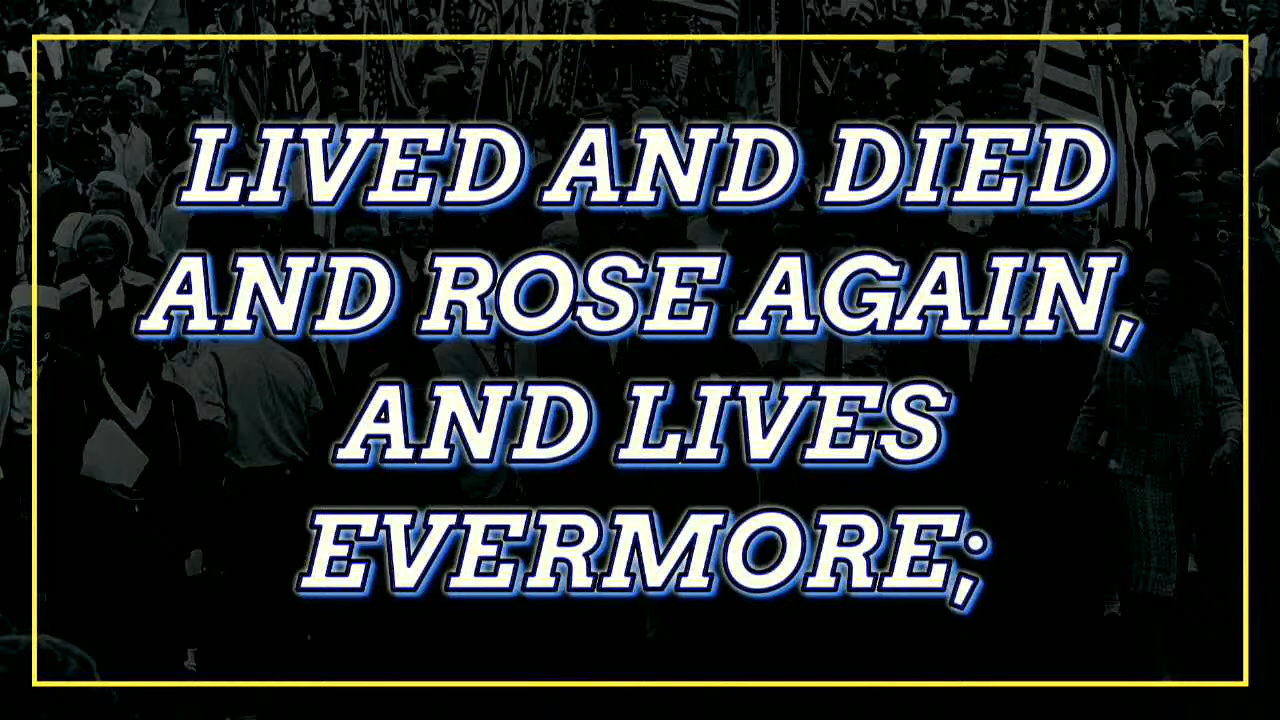 LIVED AND DIED
AND ROSE AGAIN,
AND LIVES
EVERMORE;